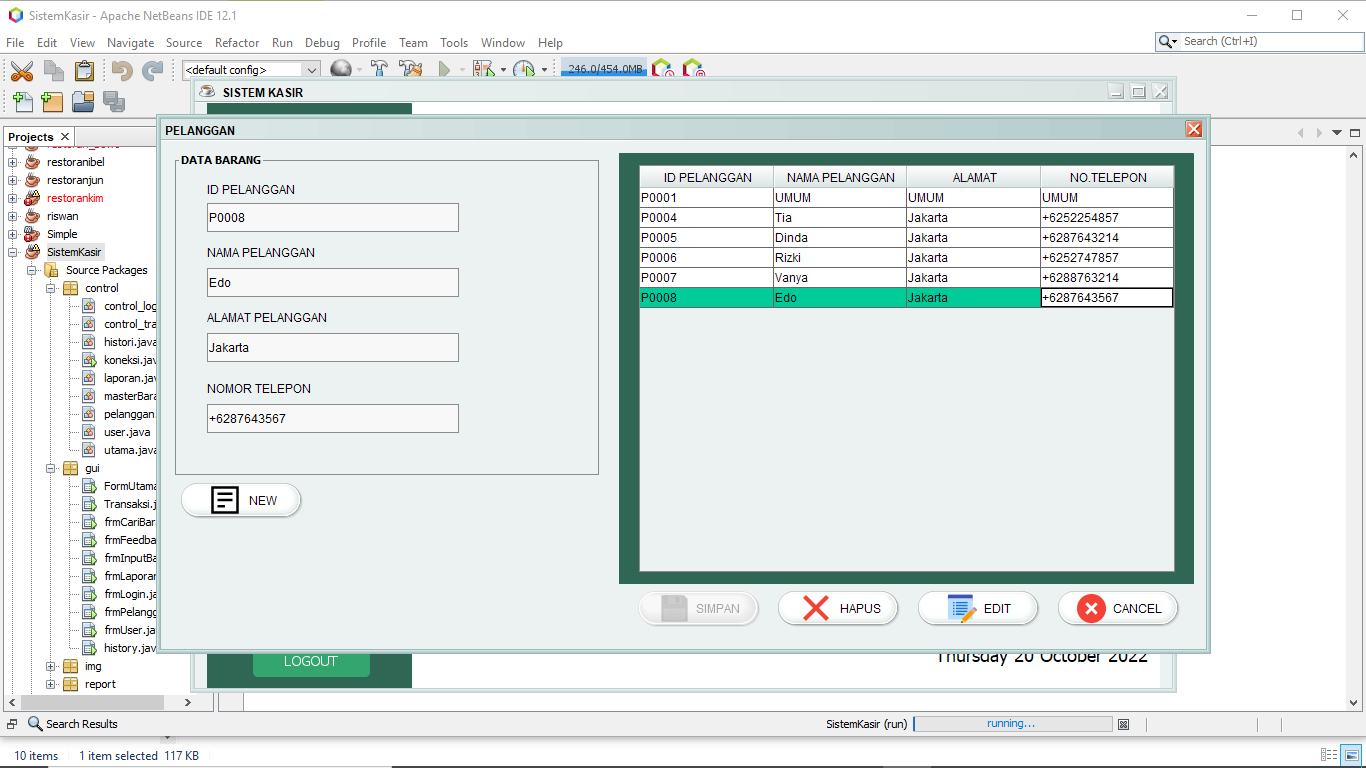 SistemKasir - Apache NetBeans IDE 12.1
File Edit View Navigate Source Refactor Run Debug Profile Team Tools Window Help
Search (Ctrl+I)
<default config>
246.0/454.0MB
SISTEM KASIR
Projects
PELANGGAN
DATA BARANG
ID PELANGGAN
P0008
NAMA PELANGGAN
Edo
ALAMAT PELANGGAN
Jakarta
NOMOR TELEPON
+6287643567
NEW
ID PELANGGAN NAMA PELANGGAN ALAMAT NO.TELEPON
P0001 UMUM UMUM UMUM
P0004 Tia Jakarta +6252254857
P0005 Dinda Jakarta +6287643214
P0006 Rizki Jakarta +6252747857
P0007 Vanya Jakarta +6288763214
P0008 Edo Jakarta +6287643567
SIMPAN HAPUS EDIT CANCEL
restoranibel
restoranjun
restorankim
riswan
Simple
SistemKasir
Source Packages
control
control_log
control_tra
histori.java
koneksi.java
laporan.jav
masterBara
pelanggan.
user.java
utama.java
gui
FormUtama
Transaksi.j
frmCariBar
frmFeedba
frmInputBa
frmLaporan
frmLogin.java
frmPelangg
frmUser.java
history.java
img
report
LOGOUT
Thursday 20 October 2022
Search Results
SistemKasir (run)
running...
10 items 1 item selected 117 KB